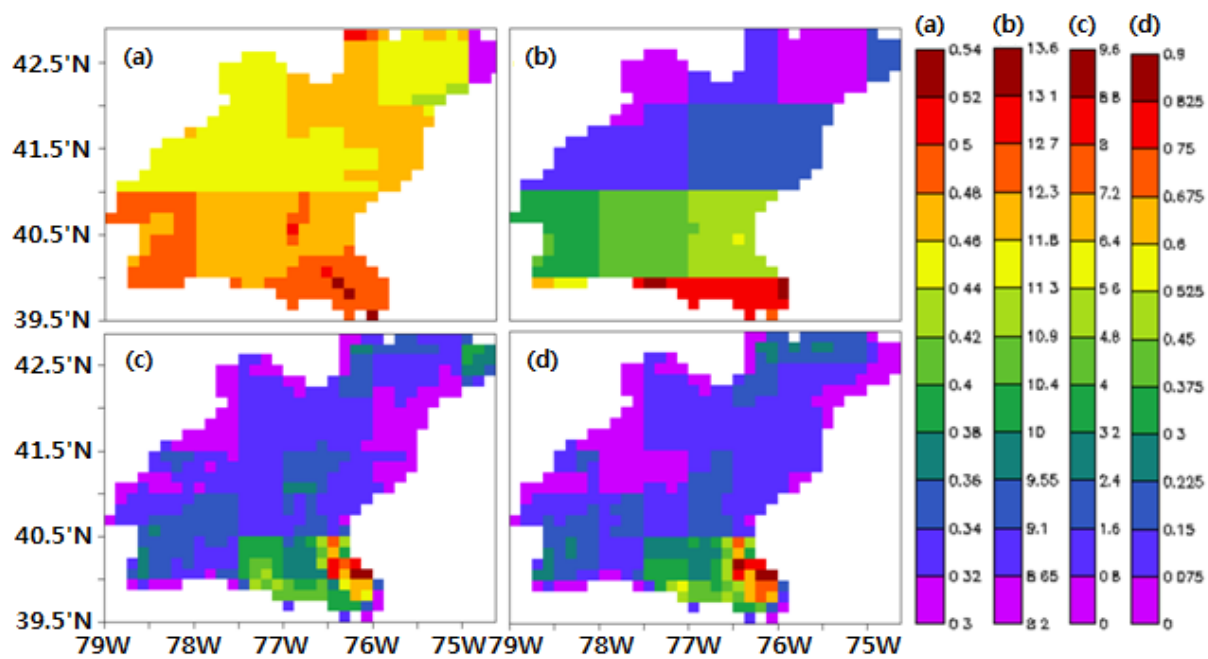 (a) (b) (c) (d)
(a) (b)
42.5'N
41.5'N
40.5'N
39.5'N
(c) (d)
42.5'N
41.5'N
40.5'N
39.5'N
79W 78W 77W 76W 75W 79W 78W 77W 76W 75W
0.54 13.6 9.6 0.9
0.52 13.1 8.8 0.825
0.5 12.7 8 0.75
0.48 12.3 7.2 0.675
0.46 11.8 6.4 0.6
0.44 11.3 5.6 0.525
0.42 10.9 4.8 0.45
0.4 10.4 4 0.375
0.38 10 3.2 0.3
0.36 9.55 2.4 0.225
0.34 9.1 1.6 0.15
0.32 8.65 0.8 0.075
0.3 8.2 0 0